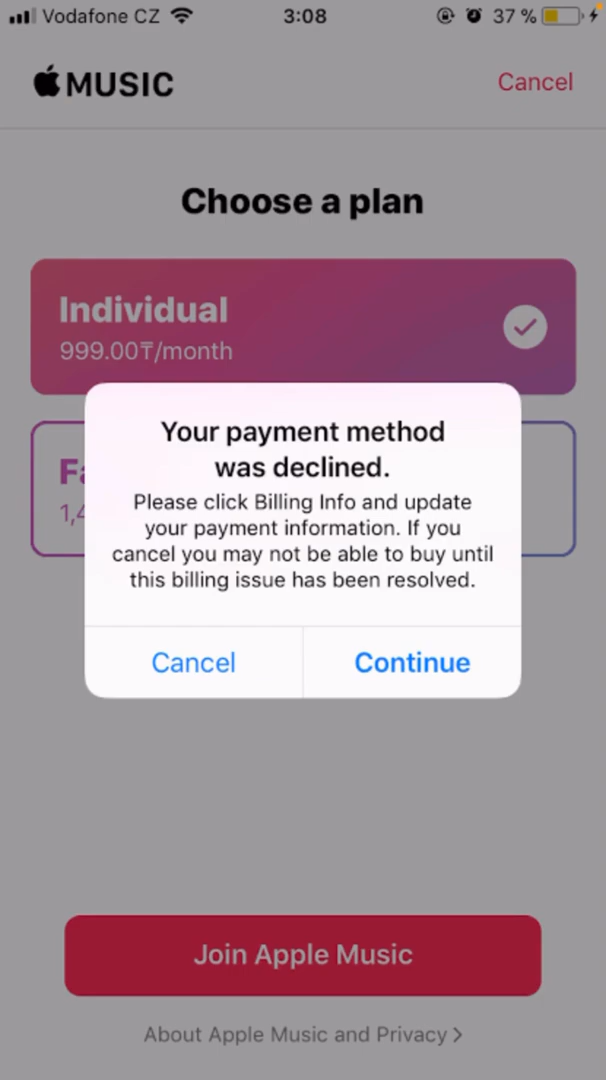 Vodafone CZ 3:08 37 %
MUSIC Cancel
Choose a plan
Individual
999.00₸/month
Your payment method
was declined.
Please click Billing Info and update
your payment information. If you
cancel you may not be able to buy until
this billing issue has been resolved.
Cancel Continue
Join Apple Music
About Apple Music and Privacy >